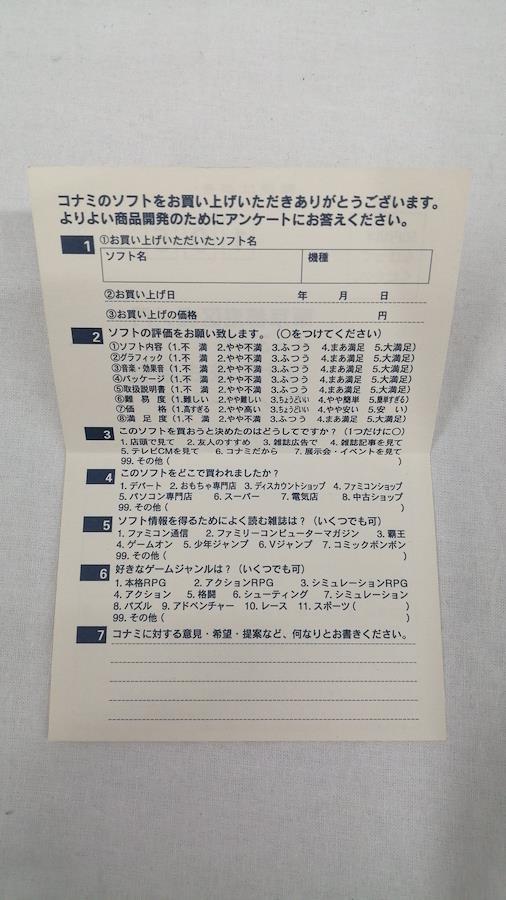 コナミのソフトをお買い上げいただきありがとうございます。
よりよい商品開発のためにアンケートにお答えください。
1 ①お買い上げいただいたソフト名
ソフト名 機種
②お買い上げ日 年 月 日
③お買い上げの価格 円
2 ソフトの評価をお願い致します。(○をつけてください)
①ソフト内容(1.不 満 2.やや不満 3.ふつう 4.まあ満足 5.大満足)
②グラフィック(1.不 満 2.やや不満 3.ふつう 4.まあ満足 5.大満足)
③音楽・効果音(1.不 満 2.やや不満 3.ふつう 4.まあ満足 5.大満足)
④パッケージ(1.不 満 2.やや不満 3.ふつう 4.まあ満足 5.大満足)
⑤取扱説明書(1.不 満 2.やや不満 3.ふつう 4.まあ満足 5.大満足)
⑥難 易 度(1.難しい 2.やや難しい 3.ちょうどいい 4.やや簡単 5.簡単すぎる)
⑦価 格(1.高すぎる 2.やや高い 3.ちょうどいい 4.やや安い 5.安 い)
⑧満 足 度(1.不 満 2.やや不満 3.ふつう 4.まあ満足 5.大満足)
3 このソフトを買おうと決めたのはどうしてですか?(1つだけに○)
1. 店頭で見て 2. 友人のすすめ 3. 雑誌広告で 4. 雑誌記事を見て
5. テレビCMを見て 6. コナミだから 7. 展示会・イベントを見て
99. その他( )
4 このソフトをどこで買われましたか?
1. デパート 2. おもちゃ専門店 3. ディスカウントショップ 4. ファミコンショップ
5. パソコン専門店 6. スーパー 7. 電気店 8. 中古ショップ
99. その他( )
5 ソフト情報を得るためによく読む雑誌は?(いくつでも可)
1. ファミコン通信 2. ファミリーコンピューターマガジン 3. 覇王
4. ゲームオン 5. 少年ジャンプ 6. Vジャンプ 7. コミックボンボン
99. その他( )
6 好きなゲームジャンルは?(いくつでも可)
1. 本格RPG 2. アクションRPG 3. シミュレーションRPG
4. アクション 5. 格闘 6. シューティング 7. シミュレーション
8. パズル 9. アドベンチャー 10. レース 11. スポーツ( )
99. その他( )
7 コナミに対する意見・希望・提案など、何なりとお書きください。